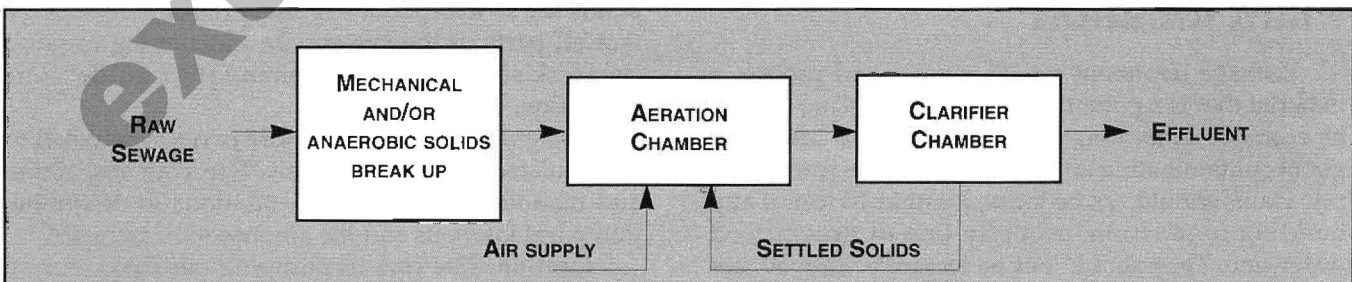 RAW
SEWAGE
MECHANICAL
AND/OR
ANAEROBIC SOLIDS
BREAK UP
AERATION
CHAMBER
CLARIFIER
CHAMBER
EFFLUENT
AIR SUPPLY
SETTLED SOLIDS